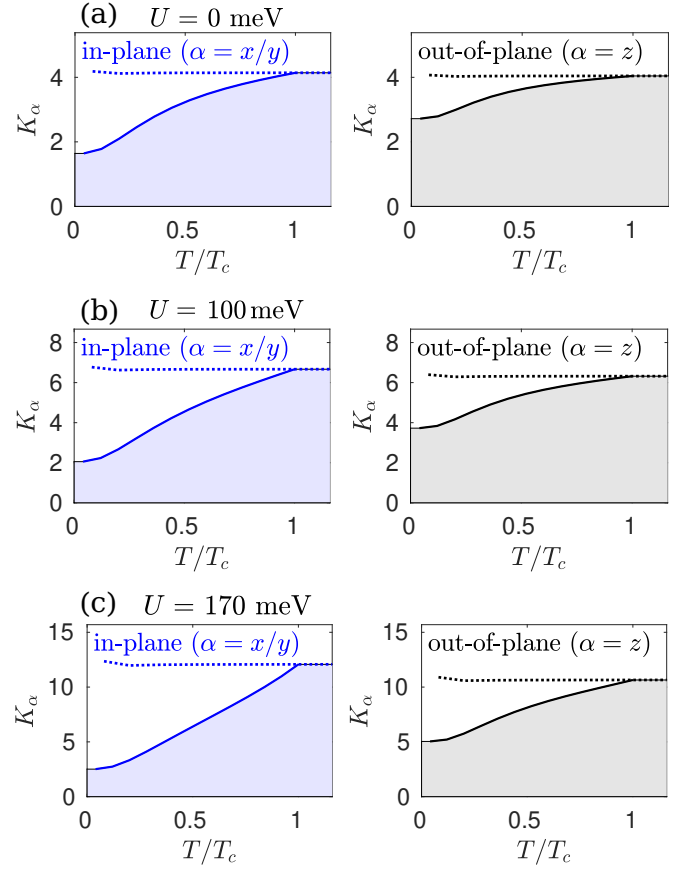 (a) U = 0 meV
in-plane (α = x/y)
out-of-plane (α = z)
K_α
4
2
0
0 0.5 1
T/T_c
4
2
0
0 0.5 1
T/T_c
K_α
(b) U = 100 meV
in-plane (α = x/y)
out-of-plane (α = z)
K_α
8
6
4
2
0
0 0.5 1
T/T_c
K_α
8
6
4
2
0
0 0.5 1
T/T_c
(c) U = 170 meV
in-plane (α = x/y)
out-of-plane (α = z)
K_α
15
10
5
0
0 0.5 1
T/T_c
K_α
15
10
5
0
0 0.5 1
T/T_c